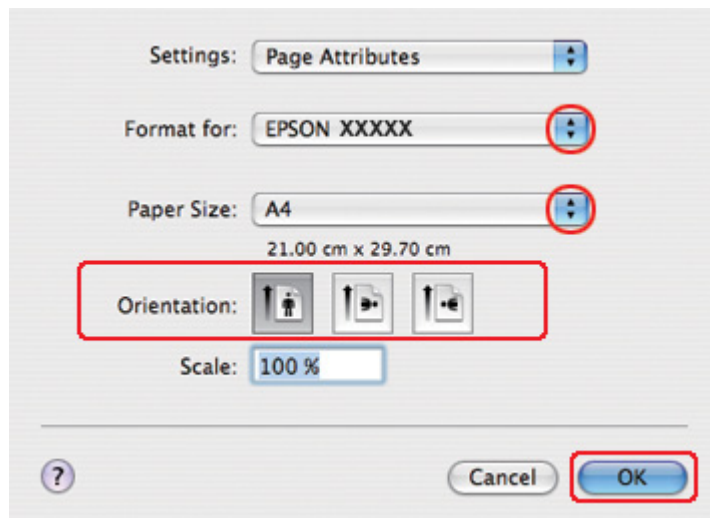 Settings: Page Attributes
Format for: EPSON XXXXX
Paper Size: A4
21.00 cm x 29.70 cm
Orientation:
Scale: 100 %
? Cancel OK